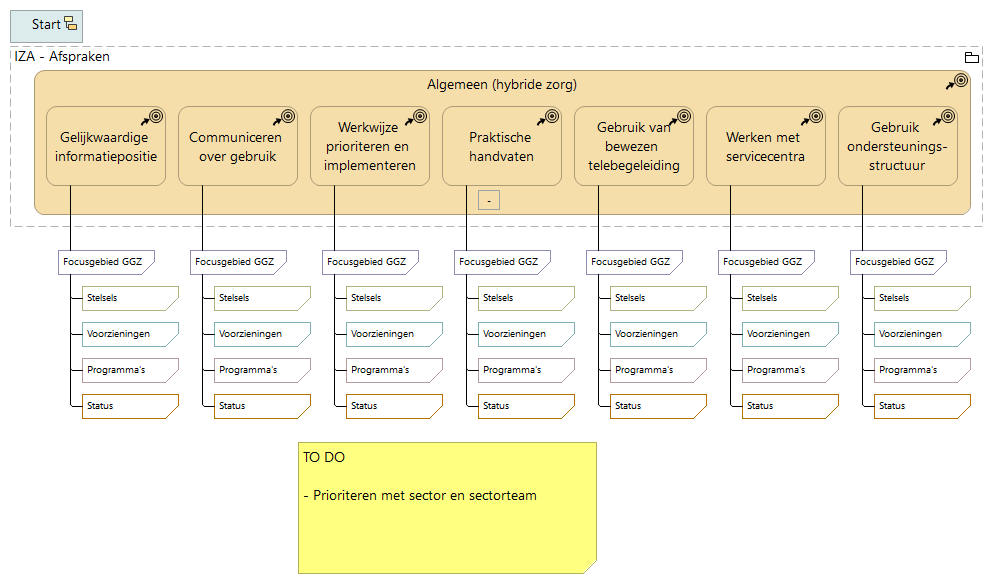 Start
IZA - Afspraken
Algemeen (hybride zorg)
Gelijkwaardige
informatiepositie
Communiceren
over gebruik
Werkwijze
prioriteren en
implementeren
Praktische
handvaten
Gebruik van
bewezen
telebegeleiding
Werken met
servicecentra
Gebruik
ondersteunings-
structuur
-
Focusgebied GGZ
Focusgebied GGZ
Focusgebied GGZ
Focusgebied GGZ
Focusgebied GGZ
Focusgebied GGZ
Focusgebied GGZ
Stelsels
Stelsels
Stelsels
Stelsels
Stelsels
Stelsels
Stelsels
Voorzieningen
Voorzieningen
Voorzieningen
Voorzieningen
Voorzieningen
Voorzieningen
Voorzieningen
Programma's
Programma's
Programma's
Programma's
Programma's
Programma's
Programma's
Status
Status
Status
Status
Status
Status
Status
TO DO
- Prioriteren met sector en sectorteam